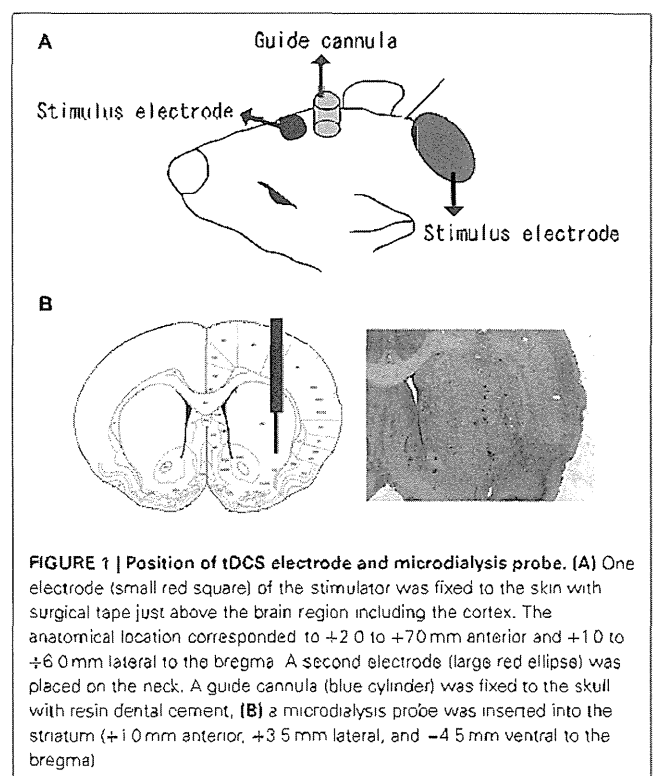 A
Guide cannula
Stimulus electrode
Stimulus electrode
B
FIGURE 1 | Position of tDCS electrode and microdialysis probe. (A) One
electrode (small red square) of the stimulator was fixed to the skin with
surgical tape just above the brain region including the cortex. The
anatomical location corresponded to +2 0 to +70 mm anterior and +1 0 to
+6 0 mm lateral to the bregma A second electrode (large red ellipse) was
placed on the neck. A guide cannula (blue cylinder) was fixed to the skull
with resin dental cement, (B) a microdialysis probe was inserted into the
striatum (+1 0 mm anterior, +3 5 mm lateral, and −4 5 mm ventral to the
bregma)